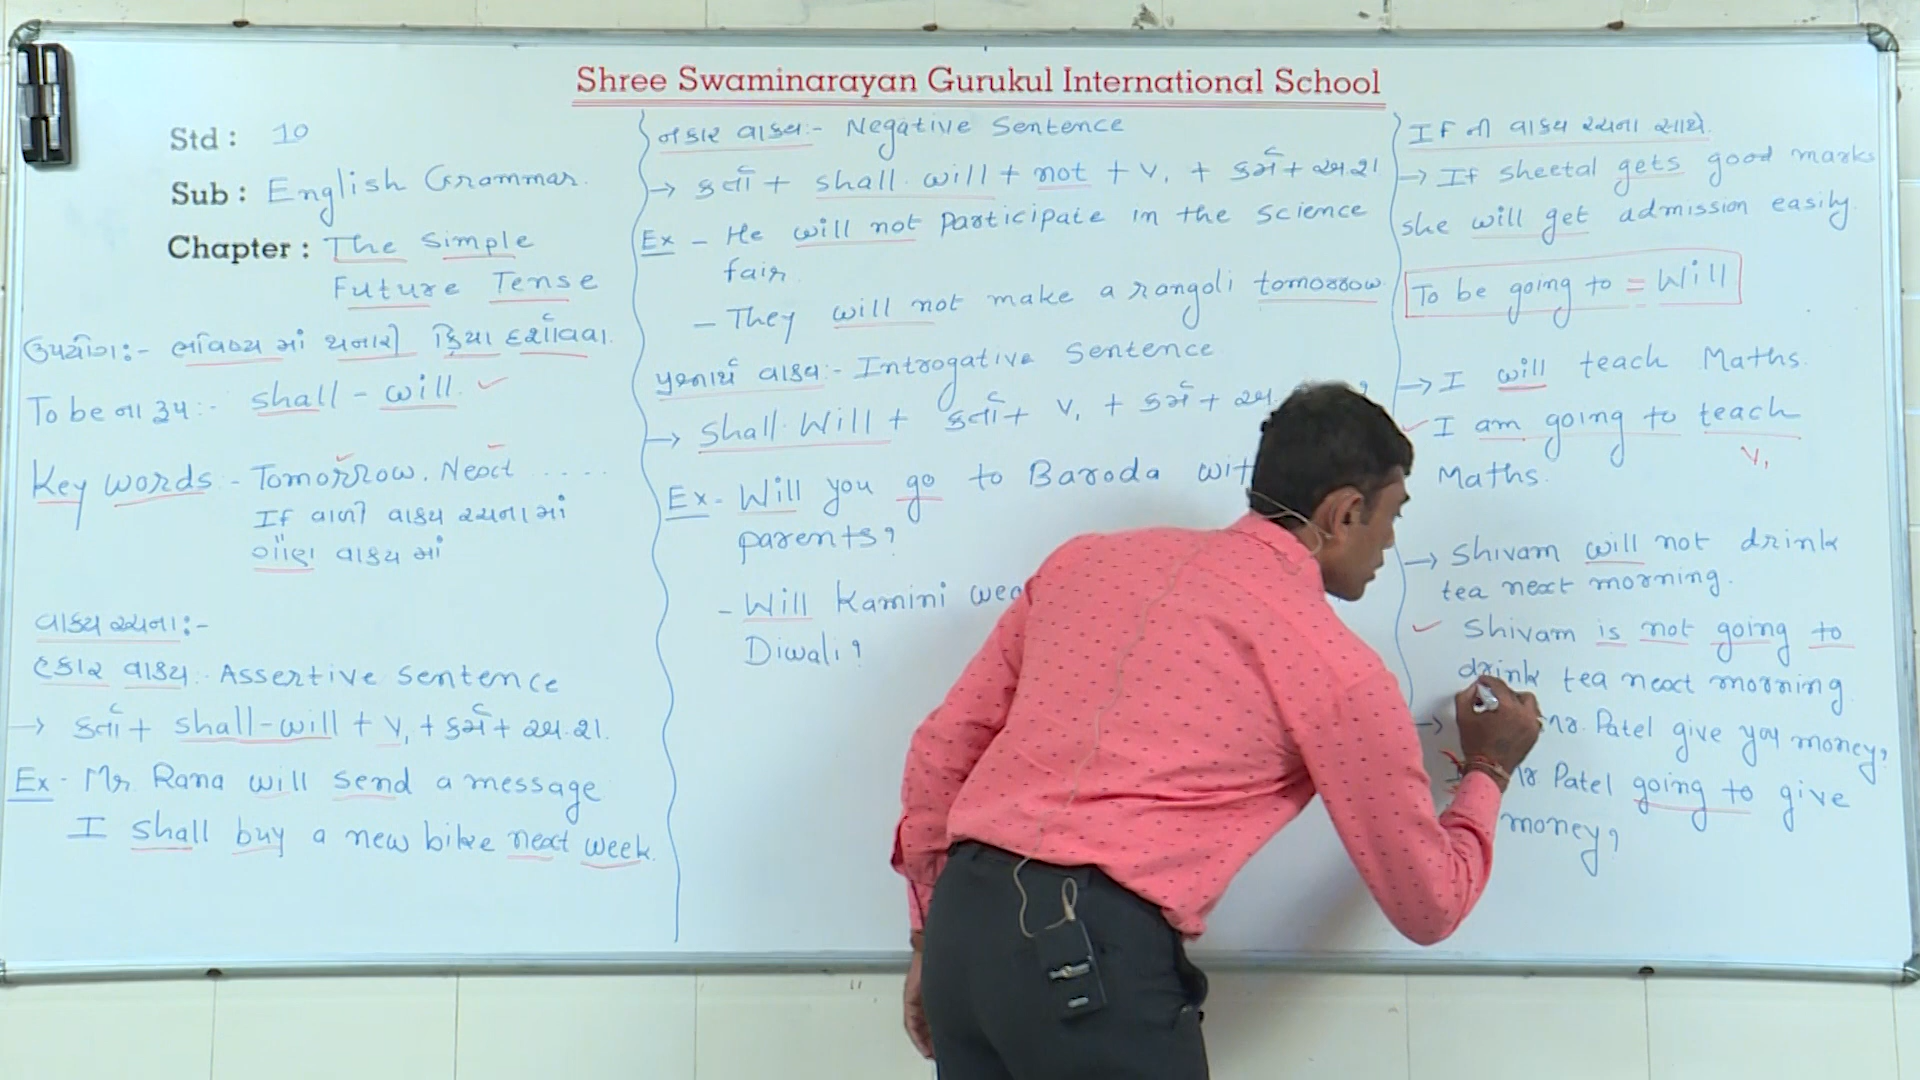 Shree Swaminarayan Gurukul International School
Std : 10
Sub : English Grammar.
Chapter : The Simple
Future Tense
ઉપયોગ:- ભવિષ્ય માં થનારી ક્રિયા દર્શાવવા.
To be ના રૂપ:- shall - will.
Key words:- Tomorrow. Next ....
If વાળી વાક્ય રચના માં
ગૌણ વાક્ય માં
વાક્ય રચના:-
હકાર વાક્ય:- Assertive Sentence
→ કર્તા + shall-will + V1 + કર્મ + અ.શ.
Ex - Mr Rana will send a message
I shall buy a new bike next week.
નકાર વાક્ય:- Negative Sentence
→ કર્તા + shall.will + not + V1 + કર્મ + અ.શ
Ex - He will not participate in the science
fair.
- They will not make a rangoli tomorrow
પ્રશ્નાર્થ વાક્ય:- Introgative Sentence
→ Shall.Will + કર્તા + V1 + કર્મ + ?
Ex - Will you go to Baroda
parents?
- Will Kamini
Diwali?
If ની વાક્ય રચના સાથે.
→ If sheetal gets good marks
she will get admission easily.
To be going to = Will
→ I will teach Maths.
I am going to teach
V1
Maths.
→ Shivam will not drink
tea next morning.
Shivam is not going to
drink tea next morning.
→ Mr. Patel give you money?
Patel going to give
money?